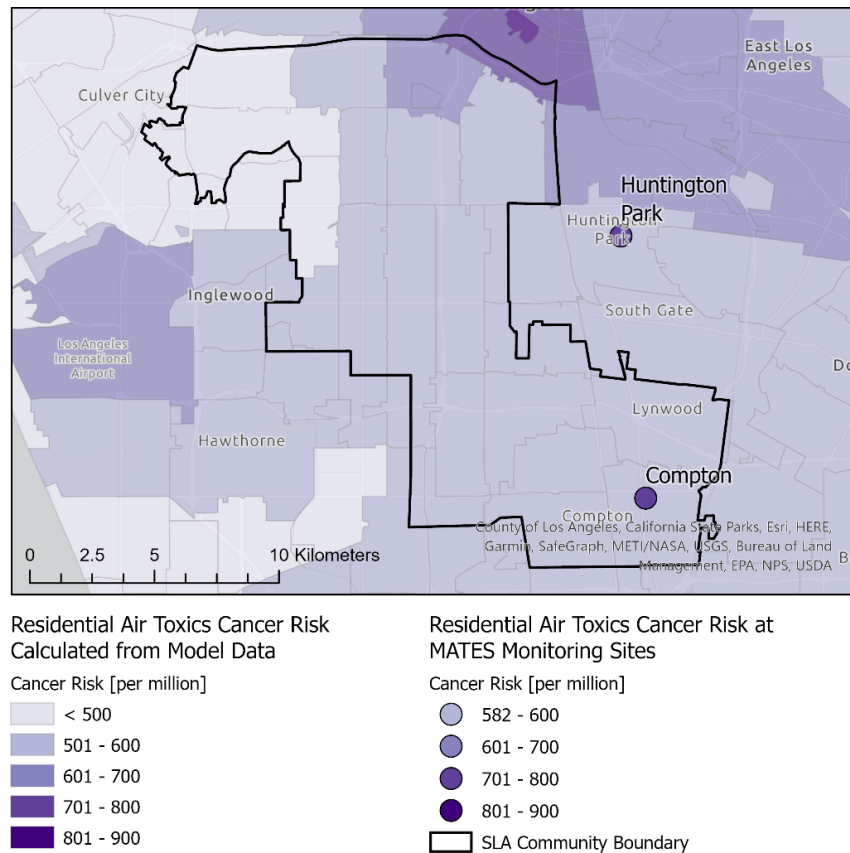 East Los
Angeles
Culver City
Huntington
Park
Huntington
Park
Inglewood
South Gate
Los Angeles
International
Airport
Do
Lynwood
Hawthorne
Compton
Compton
County of Los Angeles, California State Parks, Esri, HERE,
Garmin, SafeGraph, METI/NASA, USGS, Bureau of Land
Management, EPA, NPS, USDA
B
0 2.5 5 10 Kilometers
Residential Air Toxics Cancer Risk
Calculated from Model Data
Cancer Risk [per million]
< 500
501 - 600
601 - 700
701 - 800
801 - 900
Residential Air Toxics Cancer Risk at
MATES Monitoring Sites
Cancer Risk [per million]
582 - 600
601 - 700
701 - 800
801 - 900
SLA Community Boundary